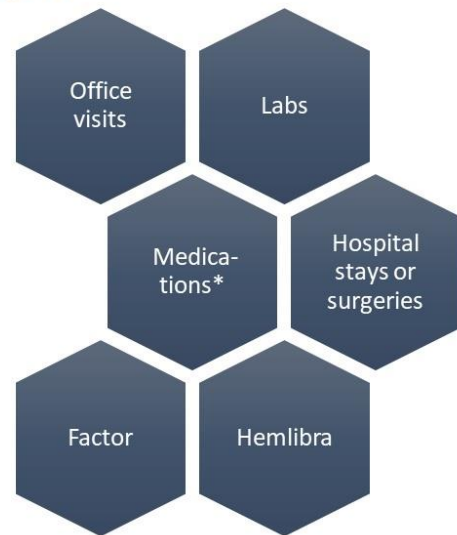 Office
visits
Labs
Medica-
tions*
Hospital
stays or
surgeries
Factor
Hemlibra